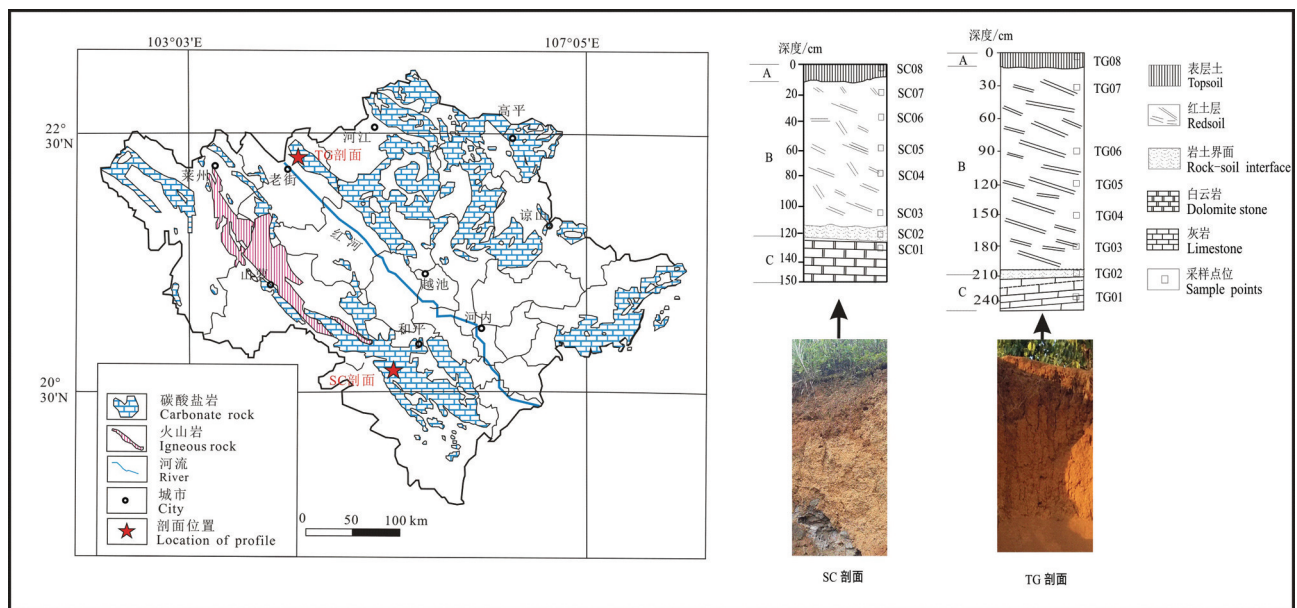 103°03'E
107°05'E
22°
30'N
20°
30'N
高平
河江
TG剖面
莱州
老街
谅山
红河
山罗
越池
河内
和平
SC剖面
碳酸盐岩
Carbonate rock
火山岩
Igneous rock
河流
River
城市
City
剖面位置
Location of profile
0 50 100 km
深度/cm
0
20
40
60
80
100
120
140
150
A
B
C
SC08
SC07
SC06
SC05
SC04
SC03
SC02
SC01
SC 剖面
深度/cm
0
30
60
90
120
150
180
210
240
A
B
C
TG08
TG07
TG06
TG05
TG04
TG03
TG02
TG01
TG 剖面
表层土
Topsoil
红土层
Redsoil
岩土界面
Rock-soil interface
白云岩
Dolomite stone
灰岩
Limestone
采样点位
Sample points